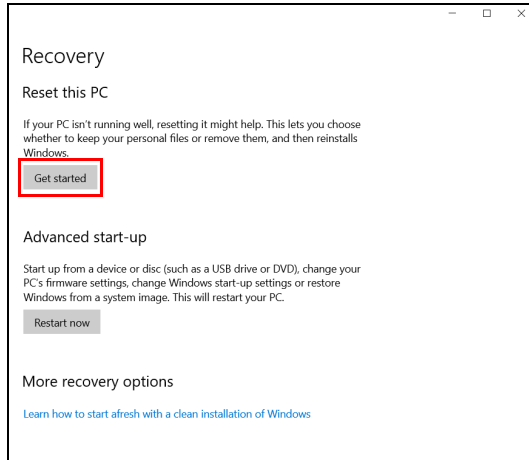 Recovery
Reset this PC
If your PC isn't running well, resetting it might help. This lets you choose
whether to keep your personal files or remove them, and then reinstalls
Windows.
Get started
Advanced start-up
Start up from a device or disc (such as a USB drive or DVD), change your
PC's firmware settings, change Windows start-up settings or restore
Windows from a system image. This will restart your PC.
Restart now
More recovery options
Learn how to start afresh with a clean installation of Windows